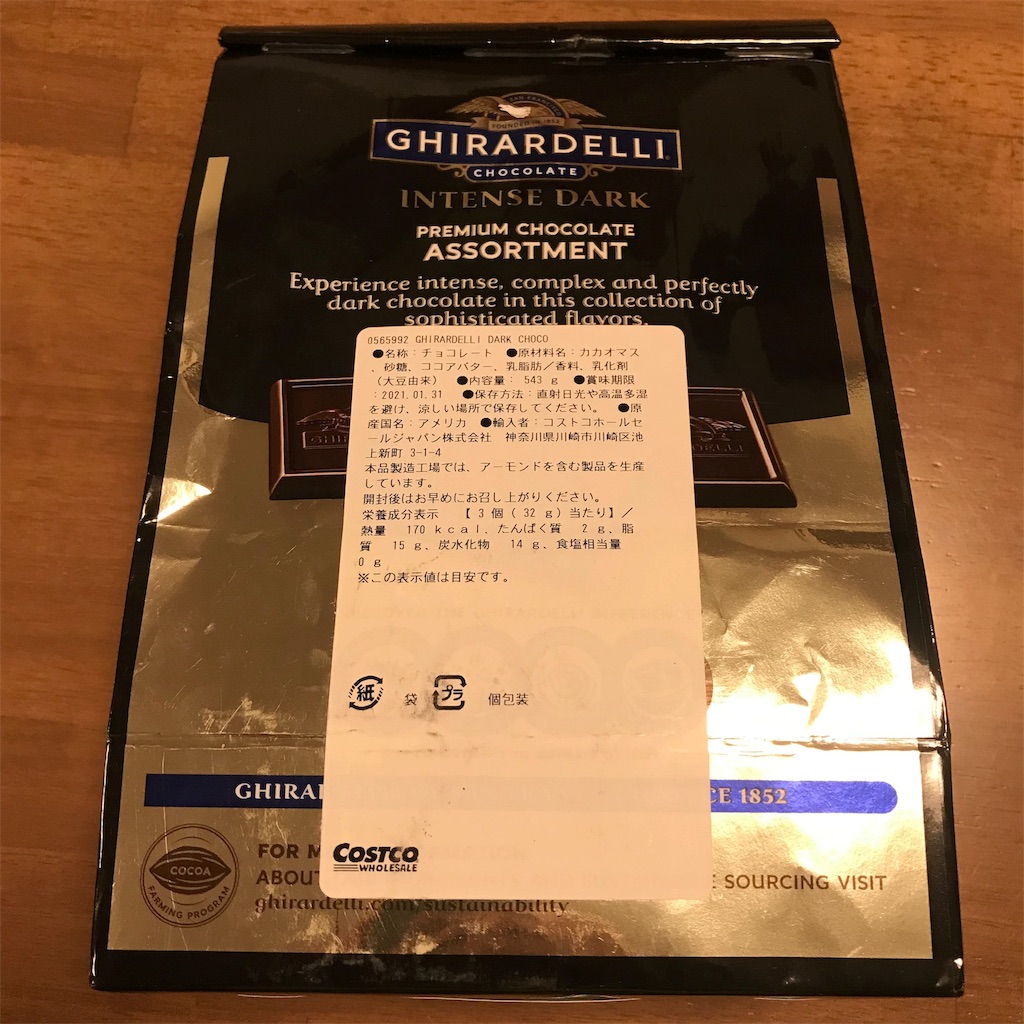 SAN FRANCISCO
FOUNDED IN 1852
GHIRARDELLI
CHOCOLATE
INTENSE DARK
PREMIUM CHOCOLATE
ASSORTMENT
Experience intense, complex and perfectly
dark chocolate in this collection of
sophisticated flavors.
0565992 GHIRARDELLI DARK CHOCO
●名称：チョコレート ●原材料名：カカオマス
、砂糖、ココアバター、乳脂肪／香料、乳化剤
（大豆由来） ●内容量： 543 g ●賞味期限
：2021.01.31 ●保存方法：直射日光や高温多湿
を避け、涼しい場所で保存してください。 ●原
産国名：アメリカ ●輸入者：コストコホールセ
ールジャパン株式会社 神奈川県川崎市川崎区池
上新町 3-1-4
本品製造工場では、アーモンドを含む製品を生産
しています。
開封後はお早めにお召し上がりください。
栄養成分表示 【 3 個（ 32 g）当たり】／
熱量 170 kcal、たんぱく質 2 g、脂
質 15 g、炭水化物 14 g、食塩相当量
0 g
※この表示値は目安です。
紙 袋 プラ 個包装
GHIRA CE 1852
COSTCO
WHOLESALE
COCOA
FARMING PROGRAM
FOR M
ABOU E SOURCING VISIT
ghirardelli.com/sustainability